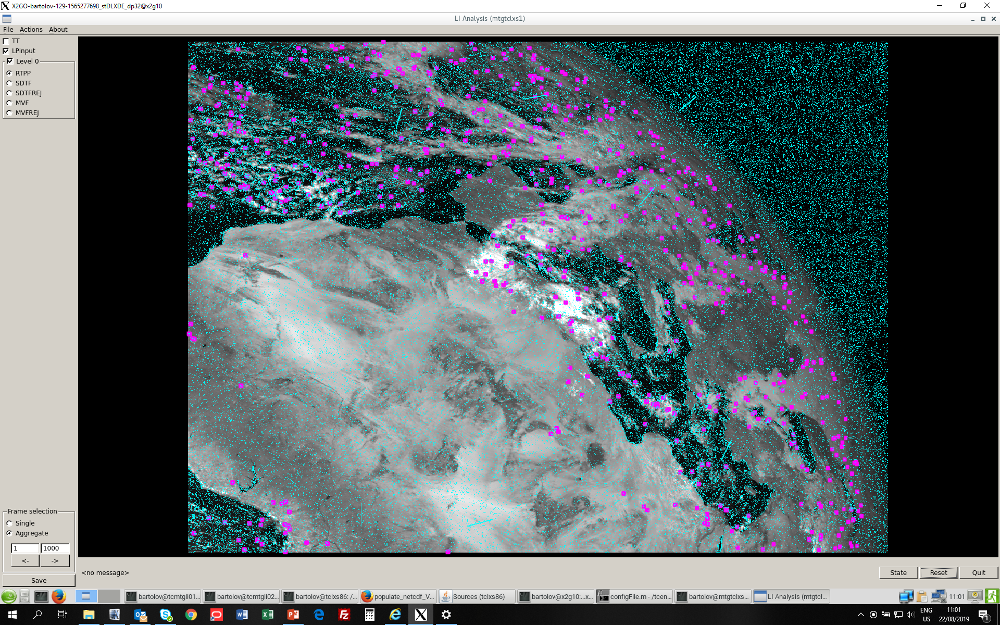 X2GO-bartolov-129-1565277698_stDLXDE_dp32@x2g10
LI Analysis (mtgtclxs1)
File Actions About
TT
LPinput
Level 0
RTPP
SDTF
SDTFREJ
MVF
MVFREJ
Frame selection
Single
Aggregate
1 1000
<- ->
Save
<no message>
State Reset Quit
bartolov@tcmtgli01... bartolov@tcmtgli02... bartolov@tclxs86: /... populate_netcdf_V... Sources (tclxs86) bartolov@x2g10:...x... configFile.m - /tcen... bartolov@mtgtclxs... LI Analysis (mtgtcl... 11:01
ENG 11:01
US 22/08/2019 1